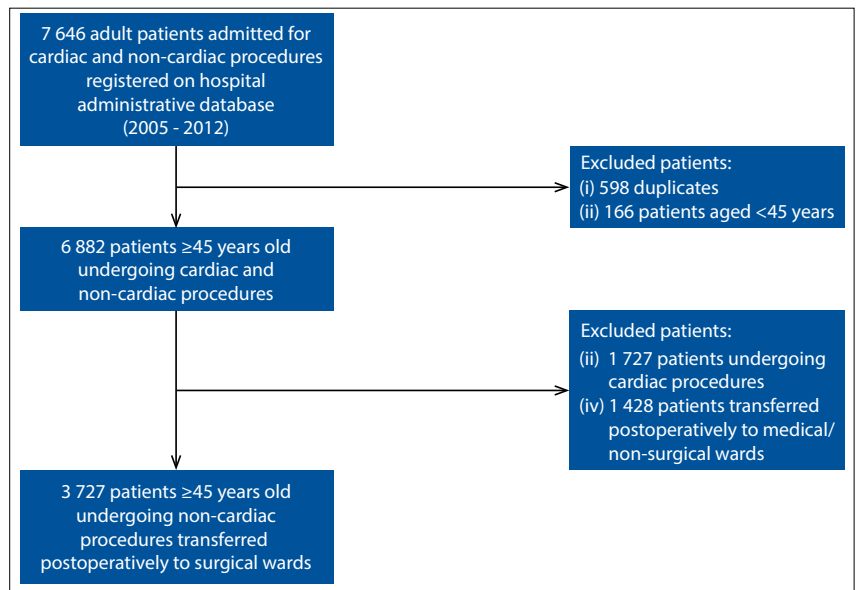 7 646 adult patients admitted for
cardiac and non-cardiac procedures
registered on hospital
administrative database
(2005 - 2012)
Excluded patients:
(i) 598 duplicates
(ii) 166 patients aged <45 years
6 882 patients ≥45 years old
undergoing cardiac and
non-cardiac procedures
Excluded patients:
(ii) 1 727 patients undergoing
cardiac procedures
(iv) 1 428 patients transferred
postoperatively to medical/
non-surgical wards
3 727 patients ≥45 years old
undergoing non-cardiac
procedures transferred
postoperatively to surgical wards